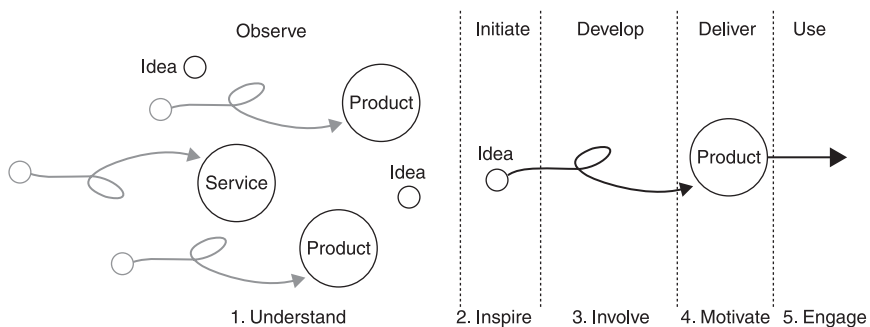 Observe
Initiate
Develop
Deliver
Use
Idea
Product
Service
Idea
Product
Idea
Product
1. Understand
2. Inspire
3. Involve
4. Motivate
5. Engage